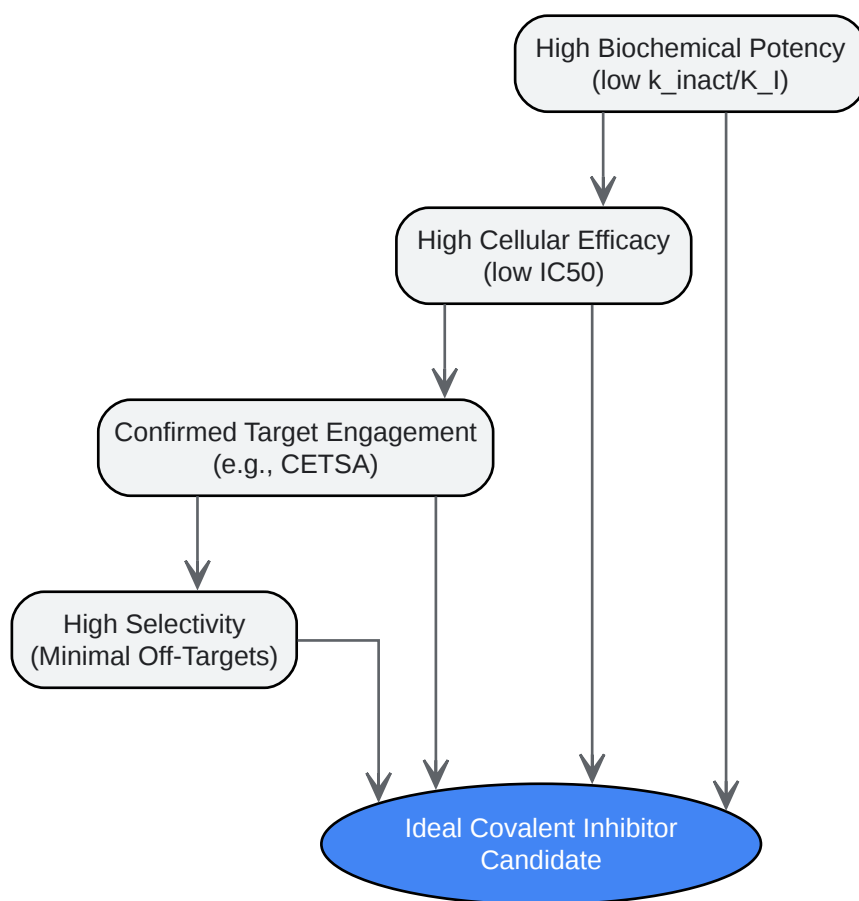 High Biochemical Potency
(low k_inact/K_I)
High Cellular Efficacy
(low IC50)
Confirmed Target Engagement
(e.g., CETSA)
High Selectivity
(Minimal Off-Targets)
Ideal Covalent Inhibitor
Candidate